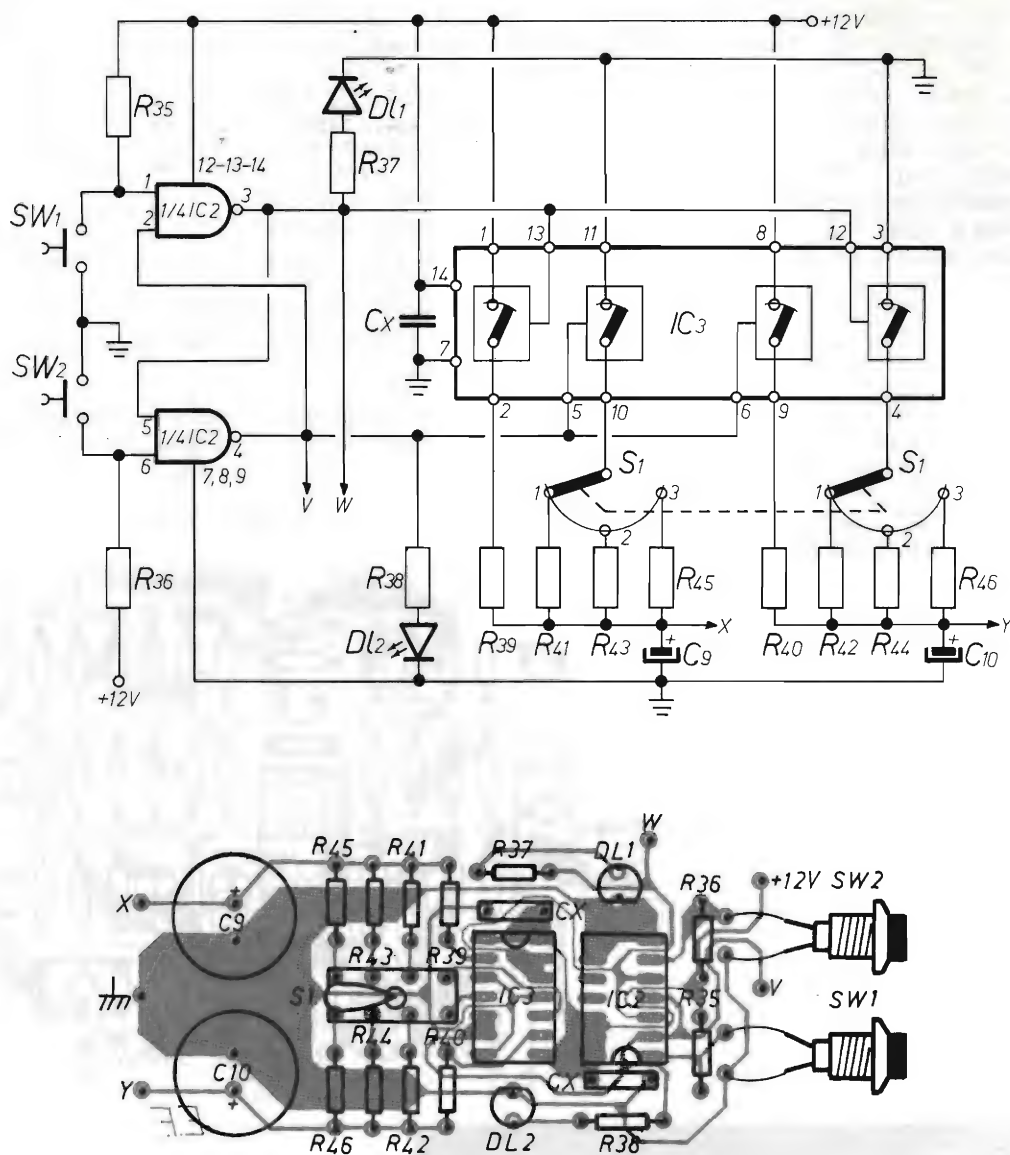 +12V
R35
Dl1
12-13-14
R37
1
3
2
1/4 IC2
SW1
1
13
11
8
12
3
14
CX
IC3
7
SW2
2
5
10
6
9
4
5
1/4 IC2
4
6
7,8,9
S1
S1
V
W
1
3
1
3
2
2
R36
R38
R45
R46
X
Y
R39
R41
R43
C9
R40
R42
R44
C10
+
+
Dl2
+12V
W
R45
R41
R37
DL1
R36
+12V
SW2
X
+
C9
CX
R43
R39
V
S1
IC3
IC2
R35
SW1
R44
R40
C10
CX
Y
+
R46
R42
DL2
R38